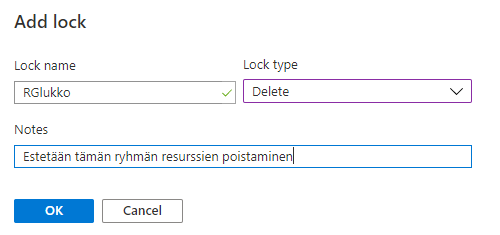 Add lock
Lock name
Lock type
RGlukko
Delete
Notes
Estetään tämän ryhmän resurssien poistaminen
OK
Cancel